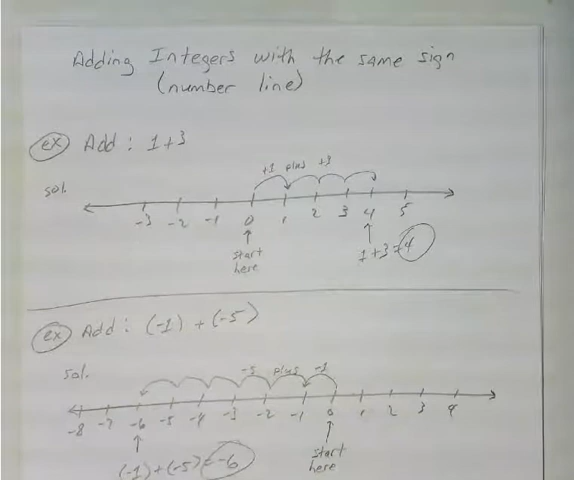 Adding Integers with the same sign
(number line)
ex Add : 1+3
+1 plus +3
sol.
-3 -2 -1 0 1 2 3 4 5
start
here
1+3=4
ex Add : (-1) + (-5)
sol.
-5 plus -1
-8 -7 -6 -5 -4 -3 -2 -1 0 1 2 3 4
start
here
(-1)+(-5)=-6